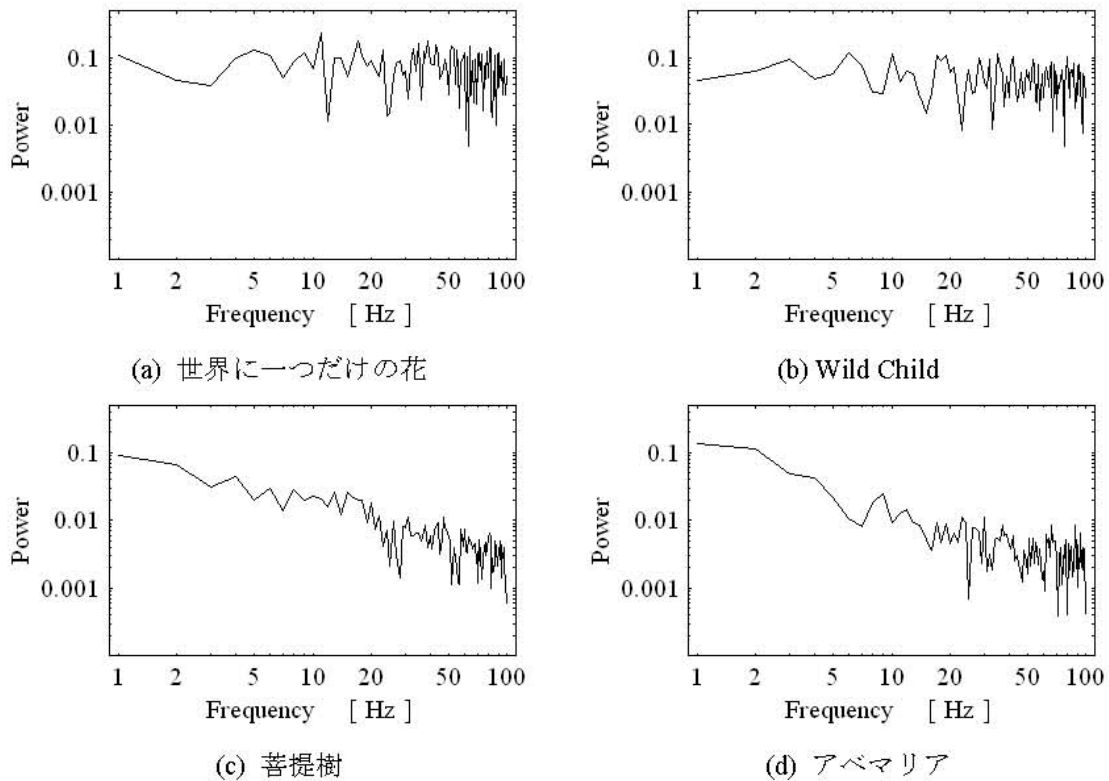 Power
0.1
0.01
0.001
1 2 5 10 20 50 100
Frequency [ Hz ]
(a) 世界に一つだけの花
Power
0.1
0.01
0.001
1 2 5 10 20 50 100
Frequency [ Hz ]
(b) Wild Child
Power
0.1
0.01
0.001
1 2 5 10 20 50 100
Frequency [ Hz ]
(c) 菩提樹
Power
0.1
0.01
0.001
1 2 5 10 20 50 100
Frequency [ Hz ]
(d) アベマリア